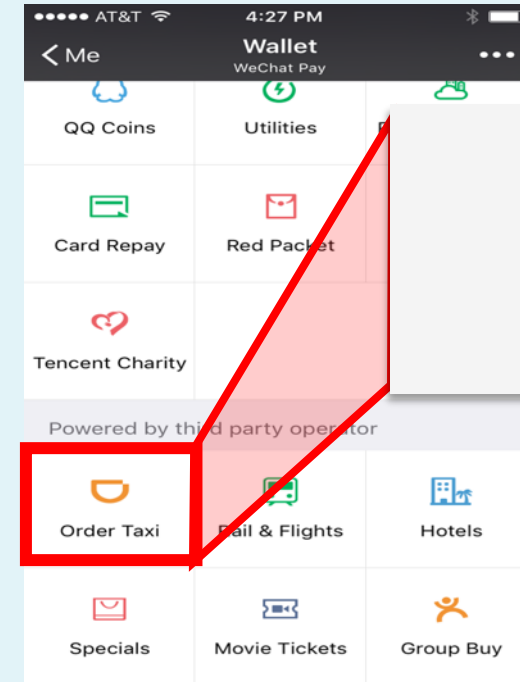 AT&T 4:27 PM
Me Wallet
WeChat Pay
QQ Coins Utilities
Card Repay Red Packet
Tencent Charity
Powered by third party operator
Order Taxi Rail & Flights Hotels
Specials Movie Tickets Group Buy